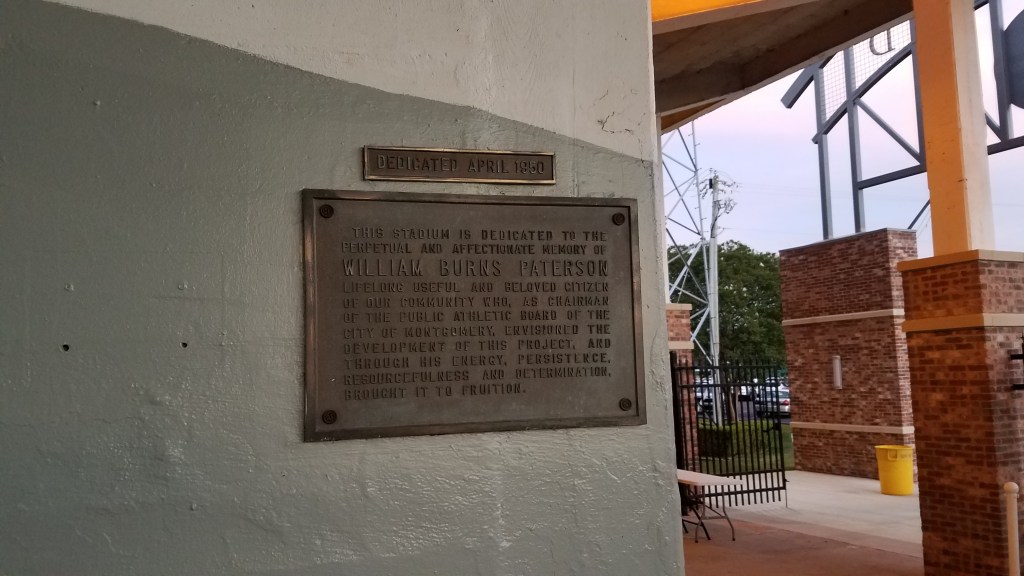 DEDICATED APRIL 1950
THIS STADIUM IS DEDICATED TO THE
PERPETUAL AND AFFECTIONATE MEMORY OF
WILLIAM BURNS PATERSON
LIFELONG USEFUL AND BELOVED CITIZEN
OF OUR COMMUNITY WHO, AS CHAIRMAN
OF THE PUBLIC ATHLETIC BOARD OF THE
CITY OF MONTGOMERY, ENVISIONED THE
DEVELOPMENT OF THIS PROJECT, AND
THROUGH HIS ENERGY, PERSISTENCE,
RESOURCEFULNESS AND DETERMINATION,
BROUGHT IT TO FRUITION.